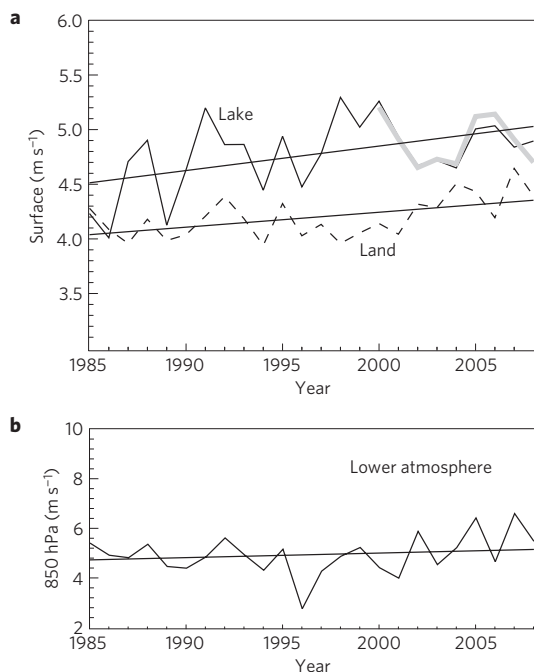 a
6.0
5.5
5.0
4.5
4.0
3.5
Surface (m s⁻¹)
Lake
Land
1985 1990 1995 2000 2005
Year
b
10
8
6
4
2
850 hPa (m s⁻¹)
Lower atmosphere
1985 1990 1995 2000 2005
Year